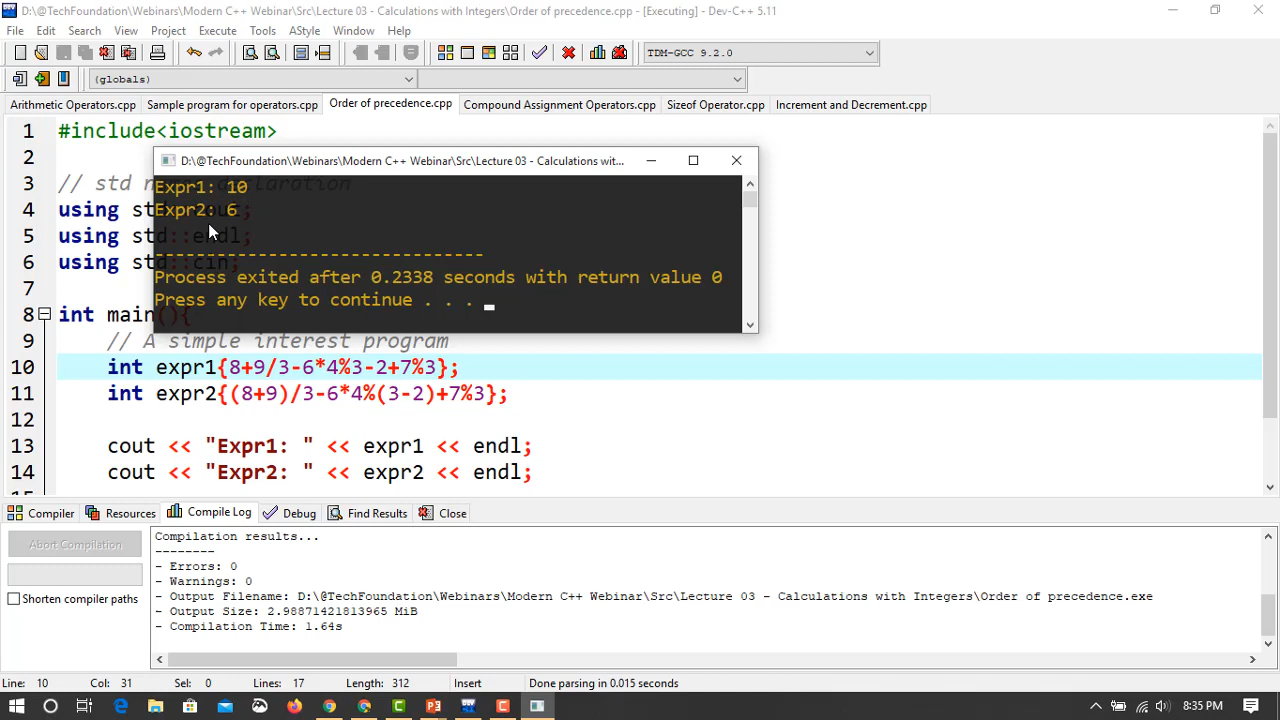 D:\@TechFoundation\Webinars\Modern C++ Webinar\Src\Lecture 03 - Calculations with Integers\Order of precedence.cpp - [Executing] - Dev-C++ 5.11
File Edit Search View Project Execute Tools AStyle Window Help
TDM-GCC 9.2.0
(globals)
Arithmetic Operators.cpp Sample program for operators.cpp Order of precedence.cpp Compound Assignment Operators.cpp Sizeof Operator.cpp Increment and Decrement.cpp
1 #include<iostream>
2
D:\@TechFoundation\Webinars\Modern C++ Webinar\Src\Lecture 03 - Calculations wit...
Expr1: 10
Expr2: 6
--------------------------------
Process exited after 0.2338 seconds with return value 0
Press any key to continue . . .
3 // std names declaration
4 using std::cout;
5 using std::endl;
6 using std::cin;
7
8 int main(){
9 // A simple interest program
10 int expr1{8+9/3-6*4%3-2+7%3};
11 int expr2{(8+9)/3-6*4%(3-2)+7%3};
12
13 cout << "Expr1: " << expr1 << endl;
14 cout << "Expr2: " << expr2 << endl;
Compiler Resources Compile Log Debug Find Results Close
Abort Compilation
Shorten compiler paths
Compilation results...
--------
- Errors: 0
- Warnings: 0
- Output Filename: D:\@TechFoundation\Webinars\Modern C++ Webinar\Src\Lecture 03 - Calculations with Integers\Order of precedence.exe
- Output Size: 2.98871421813965 MiB
- Compilation Time: 1.64s
Line: 10 Col: 31 Sel: 0 Lines: 17 Length: 312 Insert Done parsing in 0.015 seconds
8:35 PM